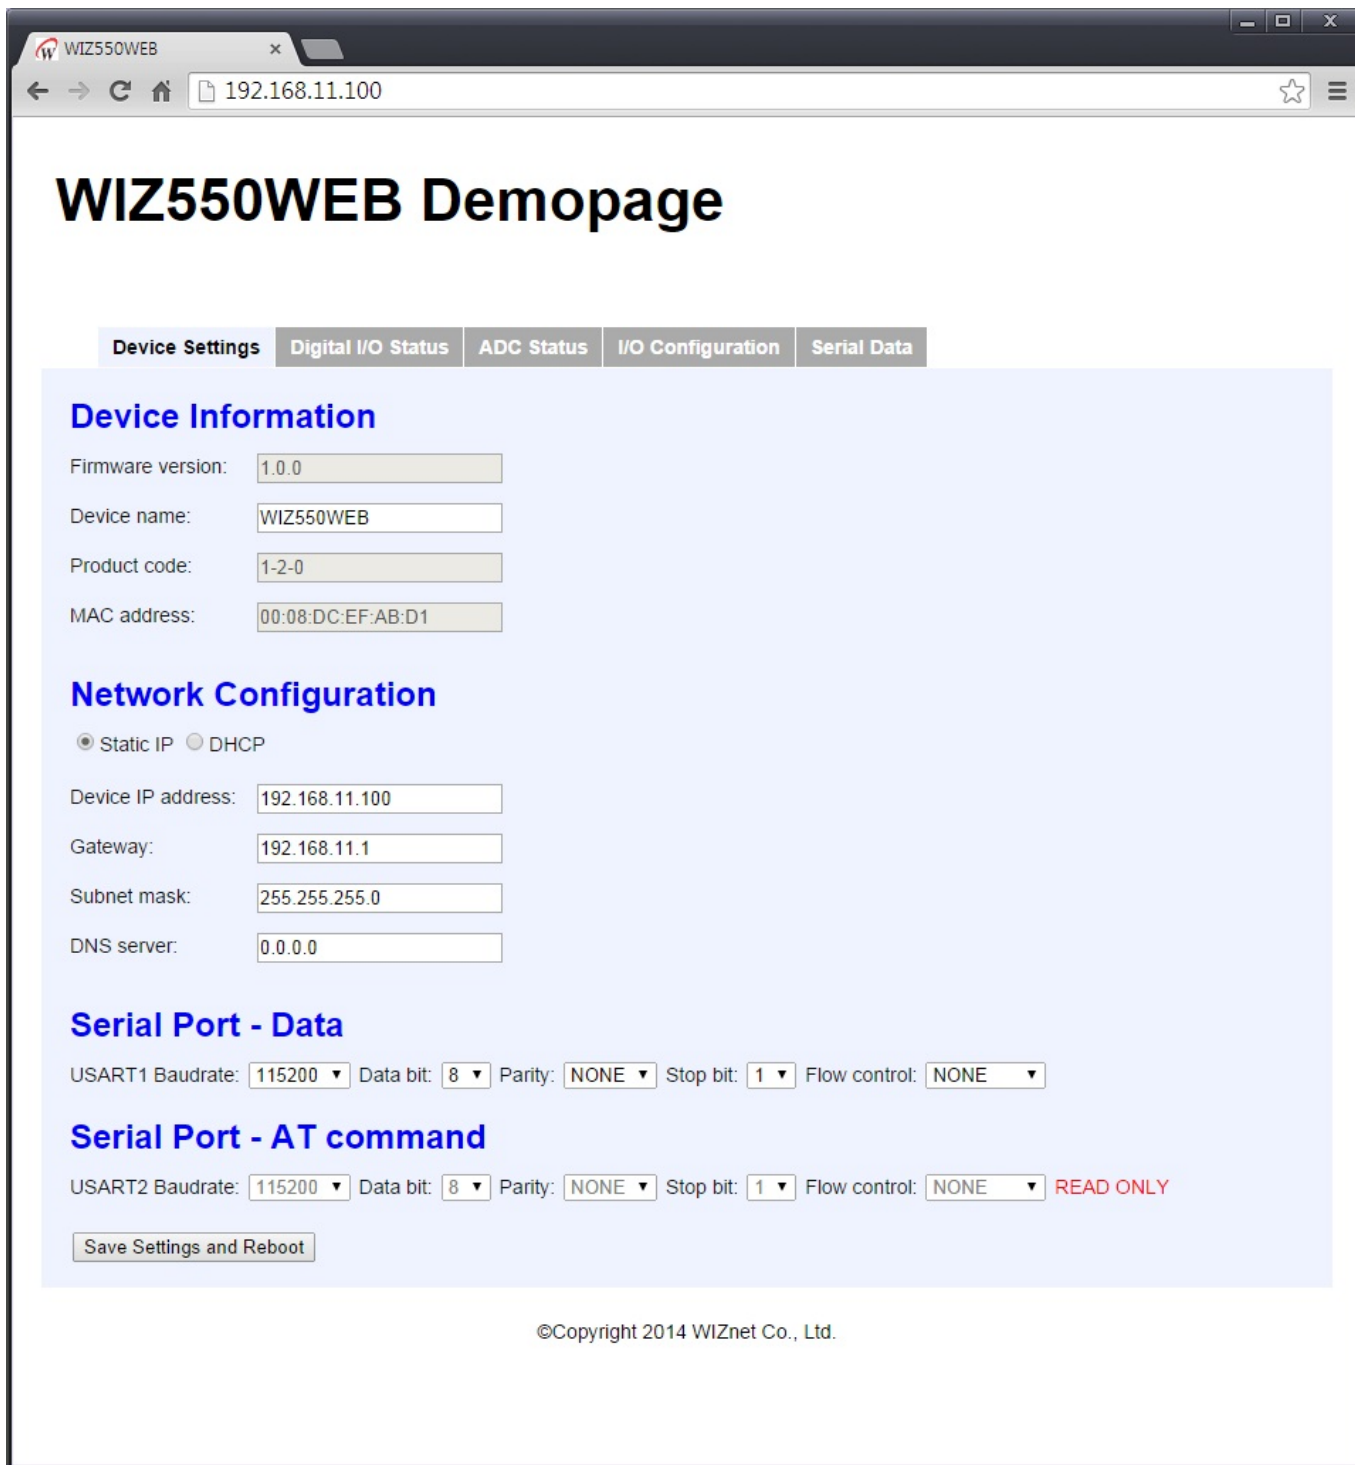 WIZ550WEB
192.168.11.100
WIZ550WEB Demopage
Device Settings Digital I/O Status ADC Status I/O Configuration Serial Data
Device Information
Firmware version: 1.0.0
Device name: WIZ550WEB
Product code: 1-2-0
MAC address: 00:08:DC:EF:AB:D1
Network Configuration
Static IP DHCP
Device IP address: 192.168.11.100
Gateway: 192.168.11.1
Subnet mask: 255.255.255.0
DNS server: 0.0.0.0
Serial Port - Data
USART1 Baudrate: 115200 Data bit: 8 Parity: NONE Stop bit: 1 Flow control: NONE
Serial Port - AT command
USART2 Baudrate: 115200 Data bit: 8 Parity: NONE Stop bit: 1 Flow control: NONE READ ONLY
Save Settings and Reboot
©Copyright 2014 WIZnet Co., Ltd.